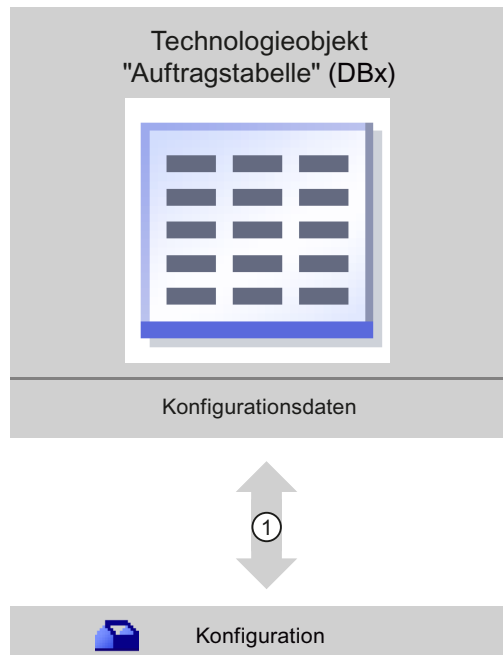 Technologieobjekt
"Auftragstabelle" (DBx)
Konfigurationsdaten
1
Konfiguration